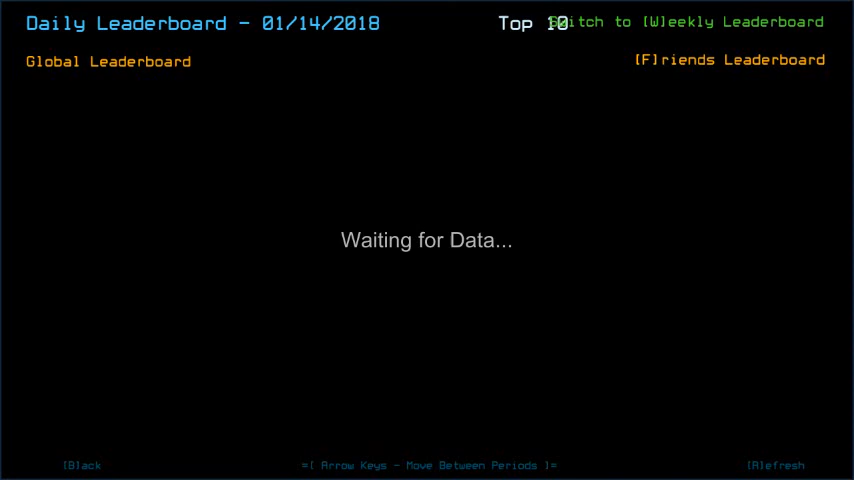 Daily Leaderboard - 01/14/2018
Top 10
Switch to [W]eekly Leaderboard
Global Leaderboard
[F]riends Leaderboard
Waiting for Data...
[B]ack
=[ Arrow Keys - Move Between Periods ]=
[R]efresh